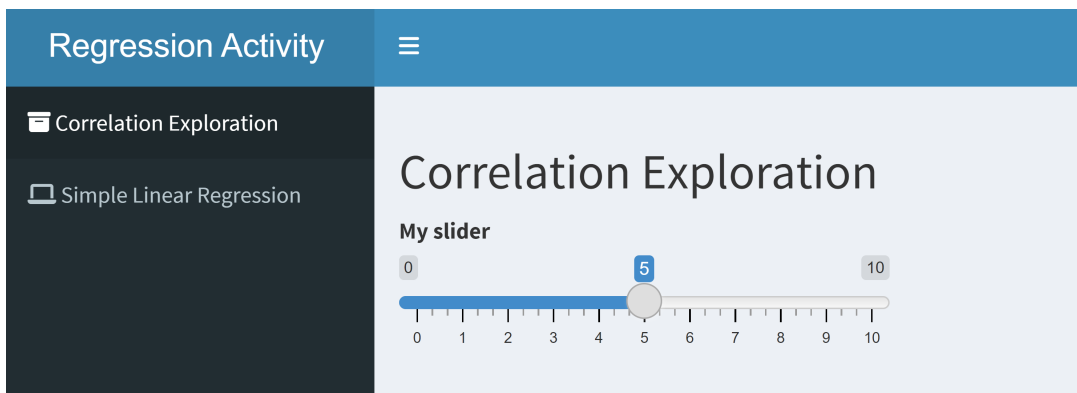 Regression Activity
Correlation Exploration
Simple Linear Regression
Correlation Exploration
My slider
0 5 10
0 1 2 3 4 5 6 7 8 9 10